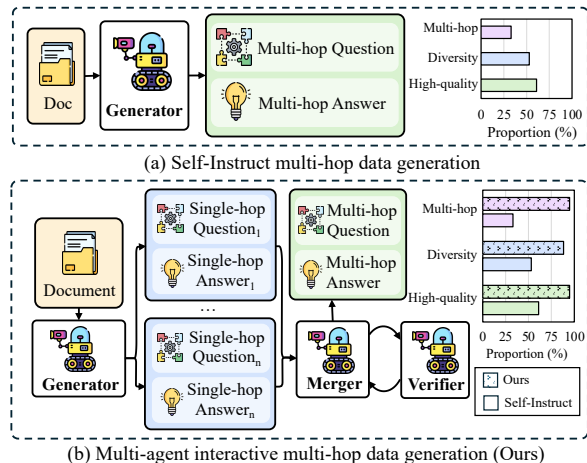 Doc
Generator
Multi-hop Question
Multi-hop Answer
Multi-hop
Diversity
High-quality
0 25 50 75 100
Proportion (%)
(a) Self-Instruct multi-hop data generation
Document
Generator
Single-hop
Question1
Single-hop
Answer1
...
Single-hop
Questionn
Single-hop
Answern
Multi-hop
Question
Multi-hop
Answer
Merger
Verifier
Multi-hop
Diversity
High-quality
0 25 50 75 100
Proportion (%)
Ours
Self-Instruct
(b) Multi-agent interactive multi-hop data generation (Ours)